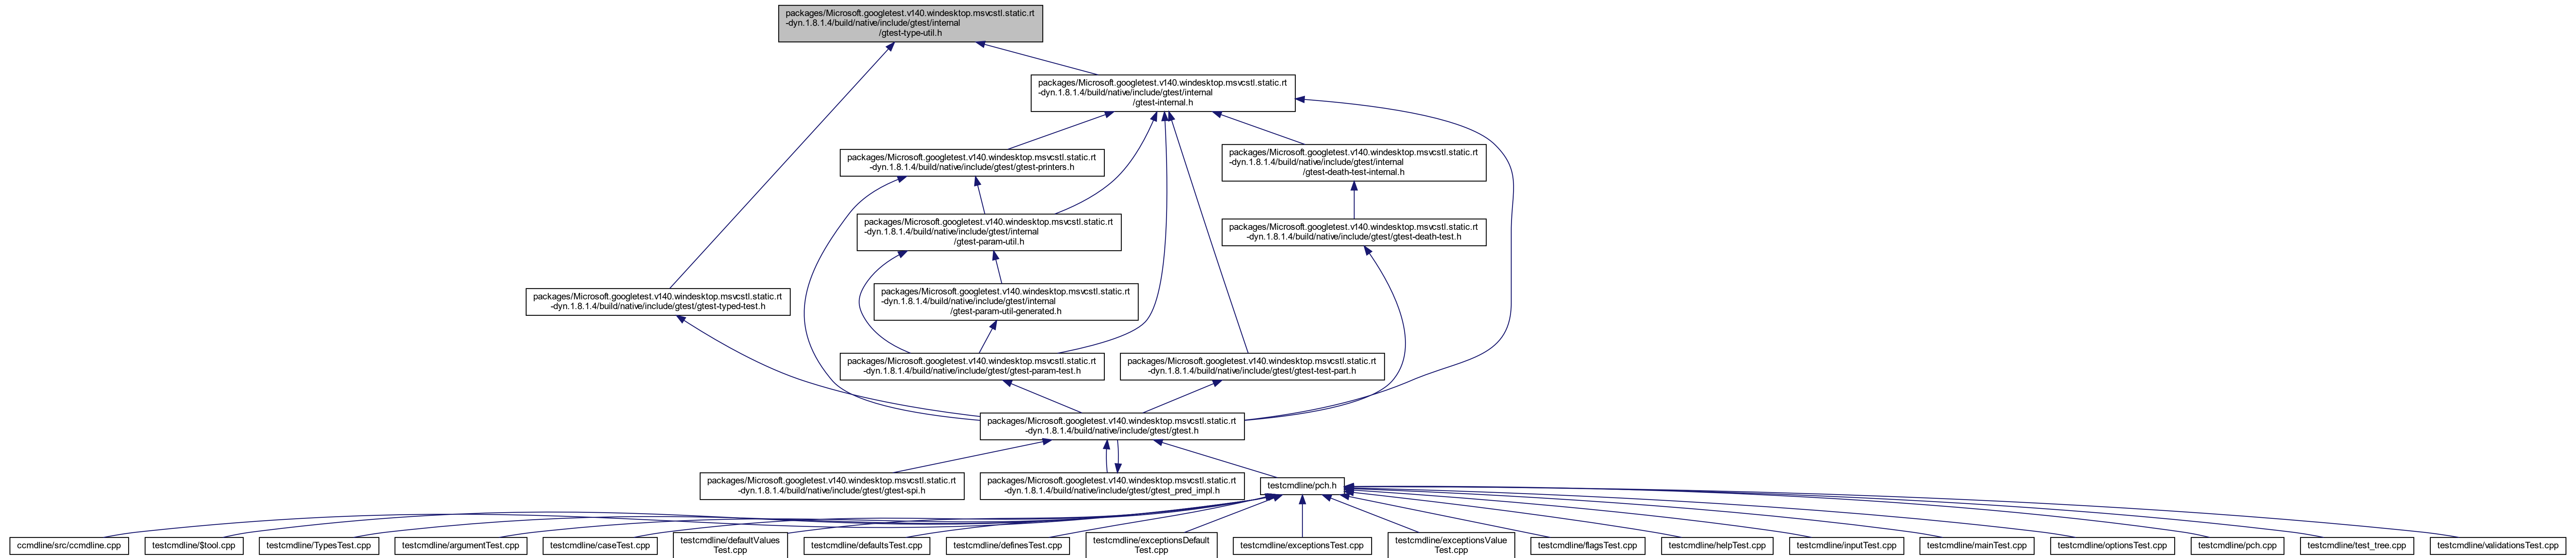 packages/Microsoft.googletest.v140.windesktop.msvcstl.static.rt
-dyn.1.8.1.4/build/native/include/gtest/internal
/gtest-type-util.h
packages/Microsoft.googletest.v140.windesktop.msvcstl.static.rt
-dyn.1.8.1.4/build/native/include/gtest/internal
/gtest-internal.h
packages/Microsoft.googletest.v140.windesktop.msvcstl.static.rt
-dyn.1.8.1.4/build/native/include/gtest/gtest-printers.h
packages/Microsoft.googletest.v140.windesktop.msvcstl.static.rt
-dyn.1.8.1.4/build/native/include/gtest/internal
/gtest-death-test-internal.h
packages/Microsoft.googletest.v140.windesktop.msvcstl.static.rt
-dyn.1.8.1.4/build/native/include/gtest/internal
/gtest-param-util.h
packages/Microsoft.googletest.v140.windesktop.msvcstl.static.rt
-dyn.1.8.1.4/build/native/include/gtest/gtest-death-test.h
packages/Microsoft.googletest.v140.windesktop.msvcstl.static.rt
-dyn.1.8.1.4/build/native/include/gtest/gtest-typed-test.h
packages/Microsoft.googletest.v140.windesktop.msvcstl.static.rt
-dyn.1.8.1.4/build/native/include/gtest/internal
/gtest-param-util-generated.h
packages/Microsoft.googletest.v140.windesktop.msvcstl.static.rt
-dyn.1.8.1.4/build/native/include/gtest/gtest-param-test.h
packages/Microsoft.googletest.v140.windesktop.msvcstl.static.rt
-dyn.1.8.1.4/build/native/include/gtest/gtest-test-part.h
packages/Microsoft.googletest.v140.windesktop.msvcstl.static.rt
-dyn.1.8.1.4/build/native/include/gtest/gtest.h
packages/Microsoft.googletest.v140.windesktop.msvcstl.static.rt
-dyn.1.8.1.4/build/native/include/gtest/gtest-spi.h
packages/Microsoft.googletest.v140.windesktop.msvcstl.static.rt
-dyn.1.8.1.4/build/native/include/gtest/gtest_pred_impl.h
testcmdline/pch.h
ccmdline/src/ccmdline.cpp
testcmdline/$tool.cpp
testcmdline/TypesTest.cpp
testcmdline/argumentTest.cpp
testcmdline/caseTest.cpp
testcmdline/defaultValues
Test.cpp
testcmdline/defaultsTest.cpp
testcmdline/definesTest.cpp
testcmdline/exceptionsDefault
Test.cpp
testcmdline/exceptionsTest.cpp
testcmdline/exceptionsValue
Test.cpp
testcmdline/flagsTest.cpp
testcmdline/helpTest.cpp
testcmdline/inputTest.cpp
testcmdline/mainTest.cpp
testcmdline/optionsTest.cpp
testcmdline/pch.cpp
testcmdline/test_tree.cpp
testcmdline/validationsTest.cpp